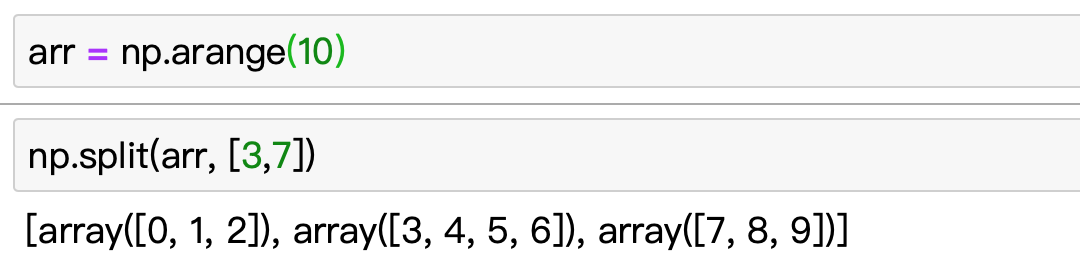 arr = np.arange(10)
np.split(arr, [3,7])
[array([0, 1, 2]), array([3, 4, 5, 6]), array([7, 8, 9])]